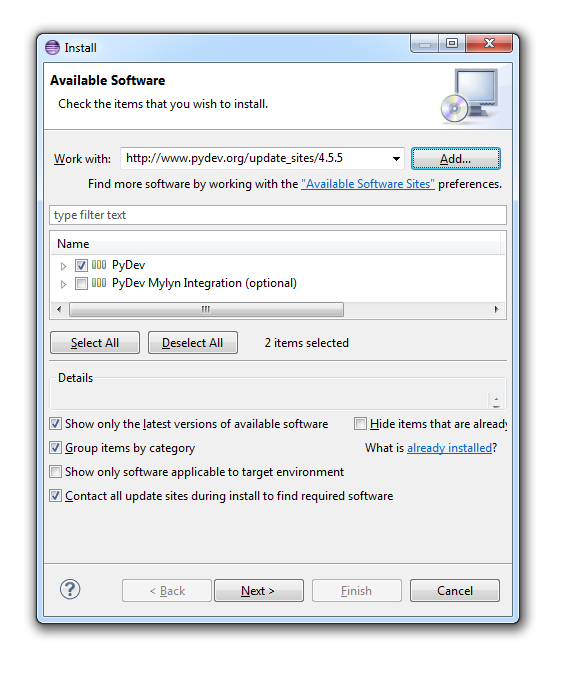 Install
Available Software
Check the items that you wish to install.
Work with: http://www.pydev.org/update_sites/4.5.5 Add...
Find more software by working with the "Available Software Sites" preferences.
type filter text
Name
PyDev
PyDev Mylyn Integration (optional)
Select All Deselect All 2 items selected
Details
Show only the latest versions of available software Hide items that are already
Group items by category What is already installed?
Show only software applicable to target environment
Contact all update sites during install to find required software
? < Back Next > Finish Cancel